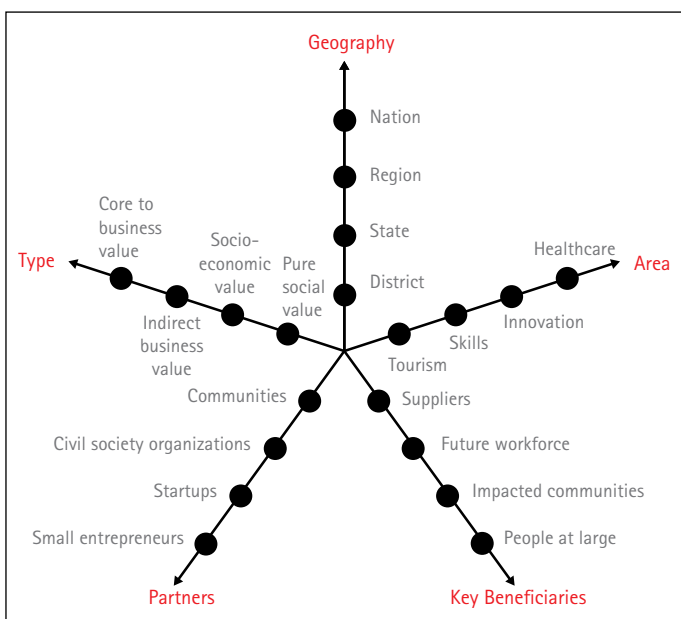 Geography
Nation
Region
State
District
Type
Core to
business
value
Indirect
business
value
Socio-
economic
value
Pure
social
value
Area
Healthcare
Innovation
Skills
Tourism
Communities
Civil society organizations
Startups
Small entrepreneurs
Partners
Suppliers
Future workforce
Impacted communities
People at large
Key Beneficiaries